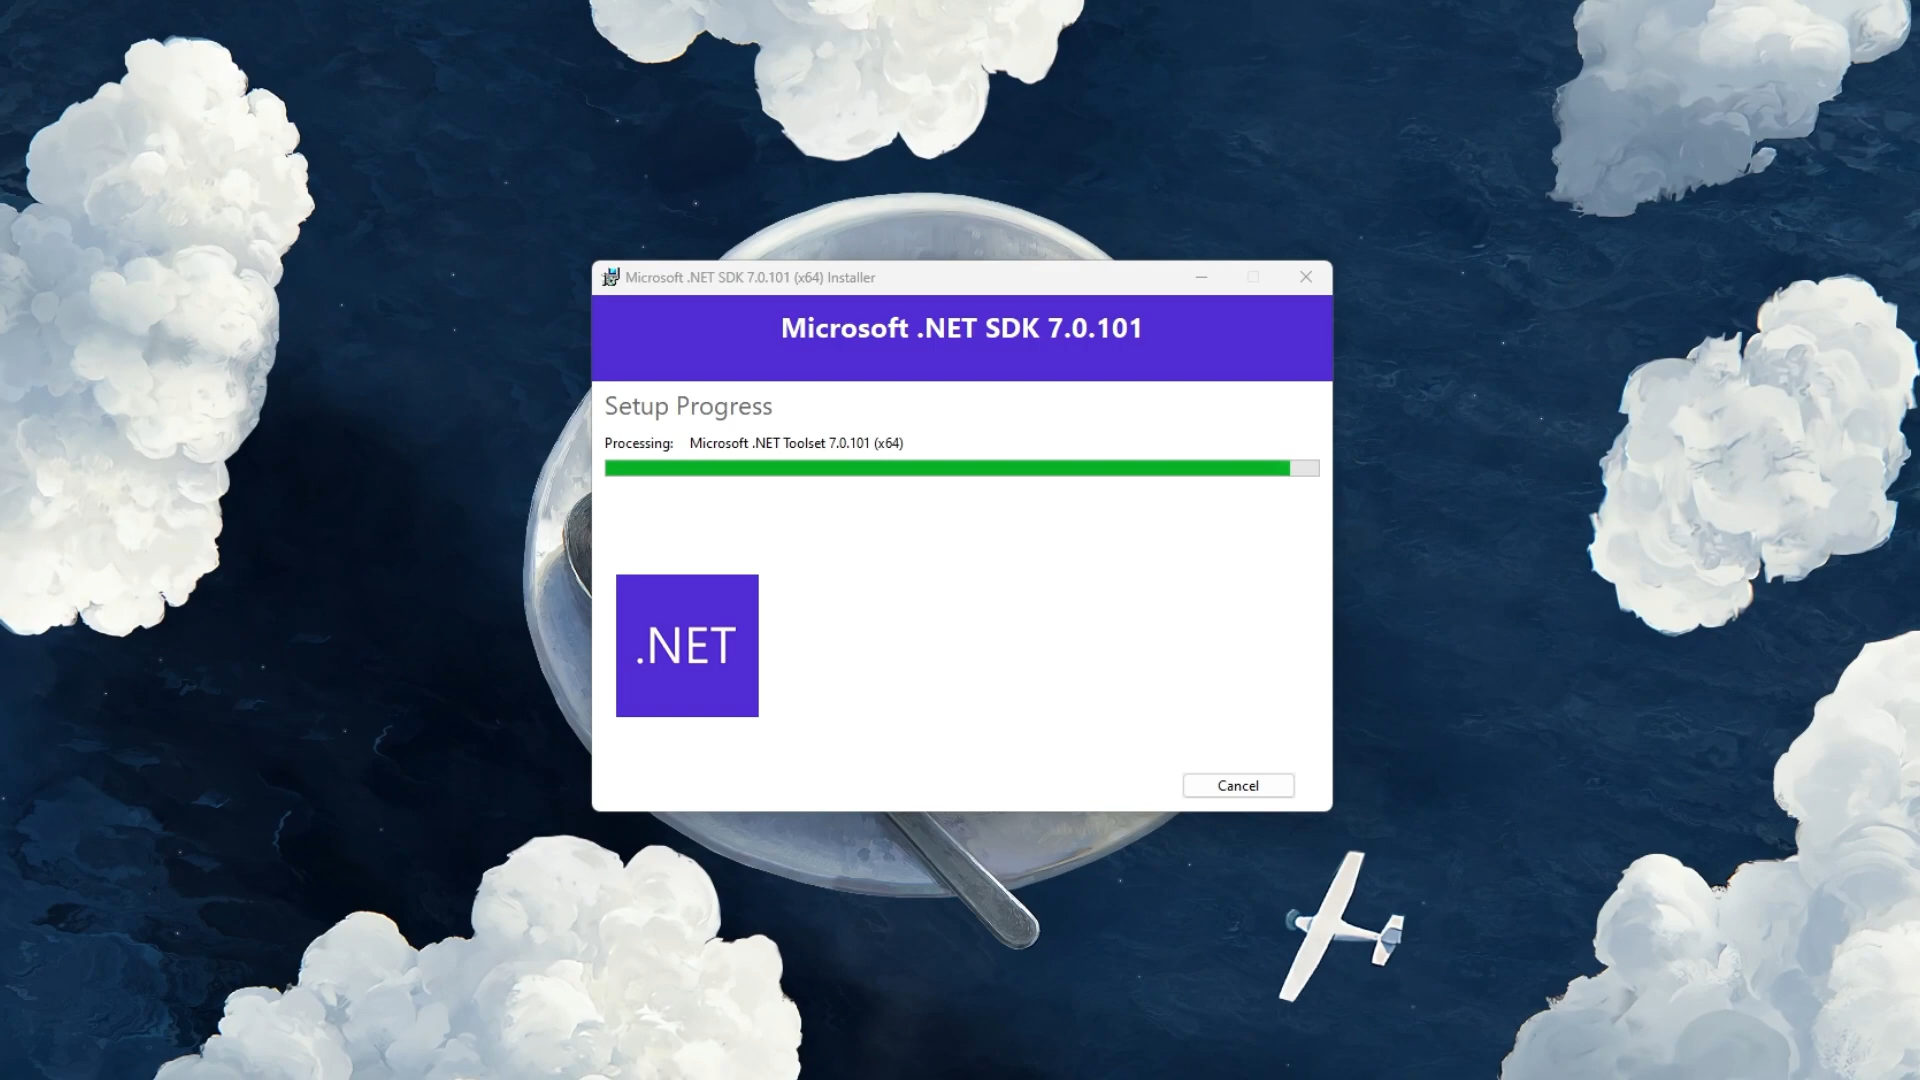 Microsoft .NET SDK 7.0.101 (x64) Installer
Microsoft .NET SDK 7.0.101
Setup Progress
Processing: Microsoft .NET Toolset 7.0.101 (x64)
.NET
Cancel